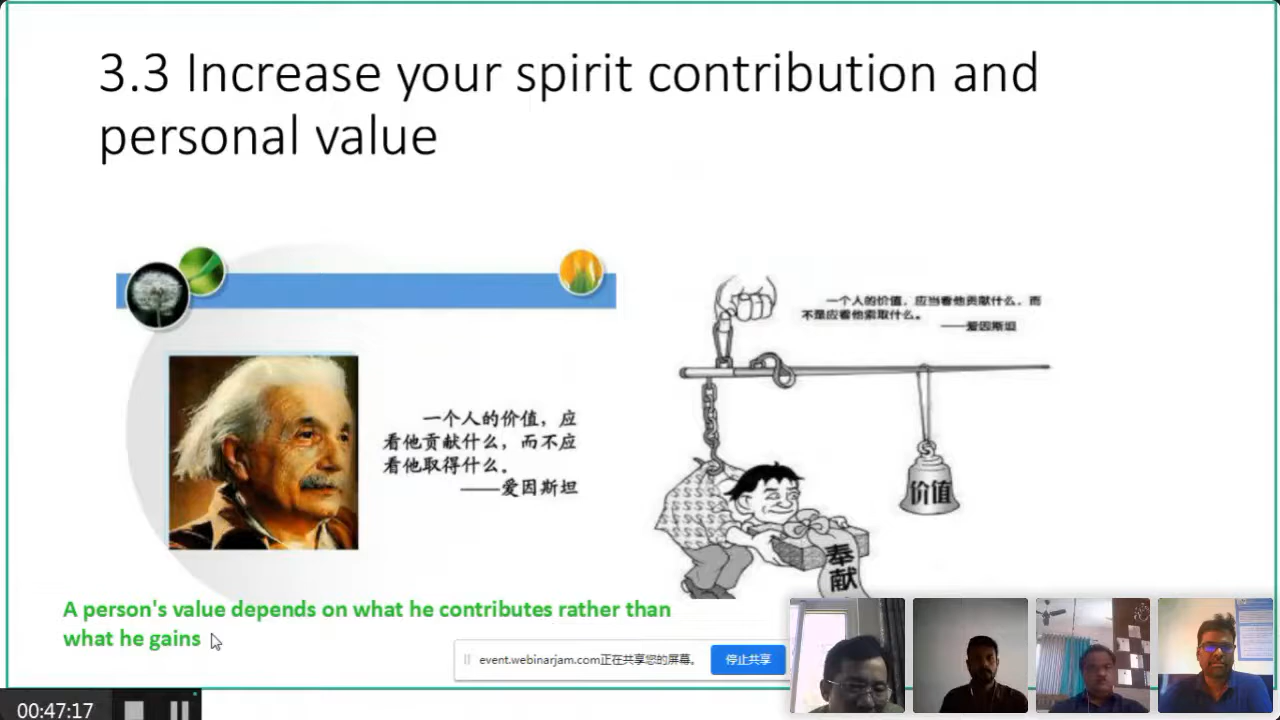 3.3 Increase your spirit contribution and
personal value
一个人的价值，应
看他贡献什么，而不应
看他取得什么。
——爱因斯坦
一个人的价值，应当看他贡献什么，而
不是应看他索取什么。
——爱因斯坦
价值
奉
献
A person's value depends on what he contributes rather than
what he gains
event.webinarjam.com正在共享您的屏幕。
停止共享
00:47:17